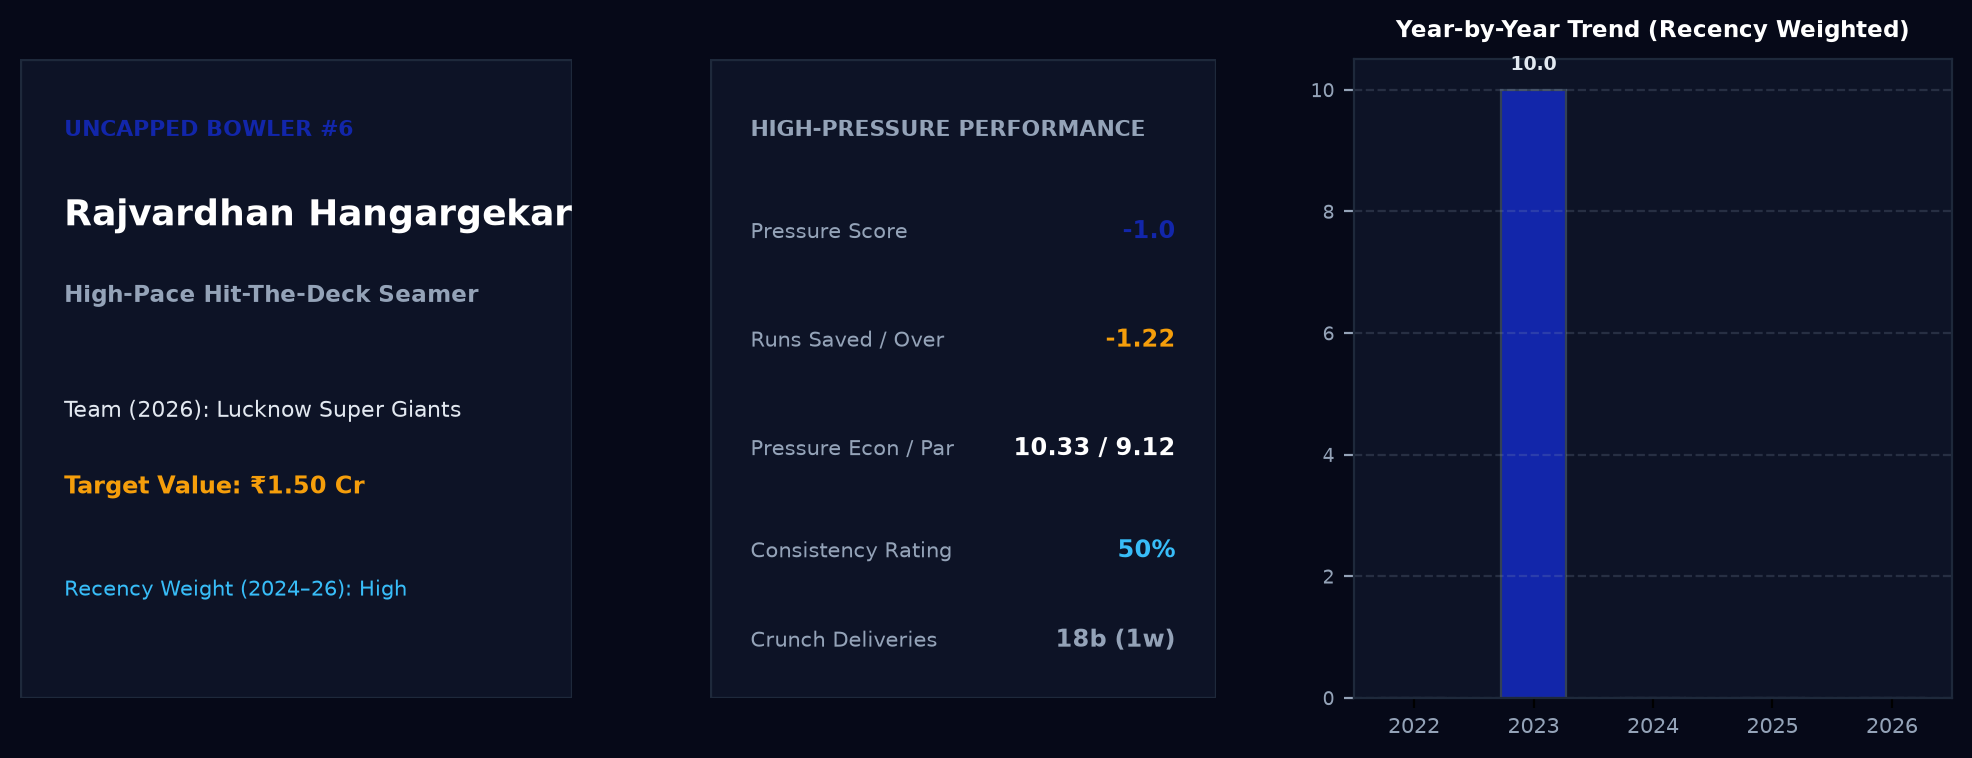 UNCAPPED BOWLER #6
Rajvardhan Hangargekar
High-Pace Hit-The-Deck Seamer
Team (2026): Lucknow Super Giants
Target Value: ₹1.50 Cr
Recency Weight (2024–26): High
HIGH-PRESSURE PERFORMANCE
Pressure Score -1.0
Runs Saved / Over -1.22
Pressure Econ / Par 10.33 / 9.12
Consistency Rating 50%
Crunch Deliveries 18b (1w)
Year-by-Year Trend (Recency Weighted)
10.0
10
8
6
4
2
0
2022 2023 2024 2025 2026